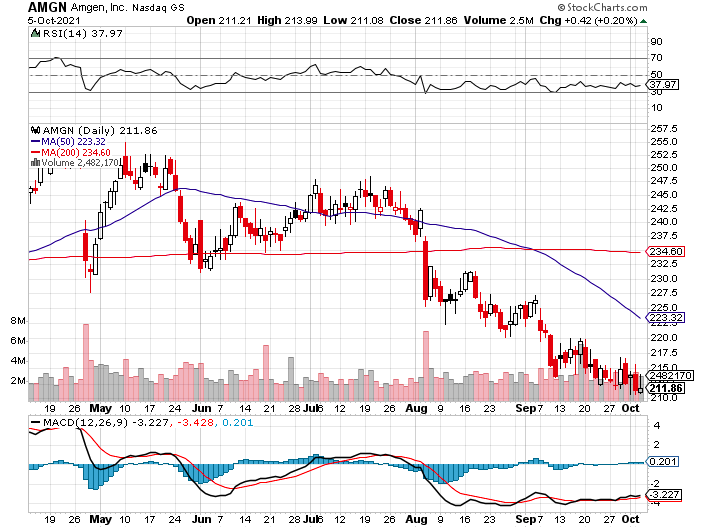 AMGN Amgen, Inc. Nasdaq GS © StockCharts.com
5-Oct-2021 Open 211.21 High 213.99 Low 211.08 Close 211.86 Volume 2.5M Chg +0.42 (+0.20%)
RSI(14) 37.97
90
70
50
37.97
30
10
AMGN (Daily) 211.86
MA(50) 223.32
MA(200) 234.60
Volume 2,482,170
257.5
255.0
252.5
250.0
247.5
245.0
242.5
240.0
237.5
234.60
232.5
230.0
227.5
225.0
223.32
222.5
8M 220.0
6M 217.5
4M 215.0
2M 2482170
211.86
210.0
19 26 May 10 17 24 Jun 7 14 21 28 Jul 6 12 19 26 Aug 9 16 23 Sep 7 13 20 27 Oct
MACD(12,26,9) -3.227, -3.428, 0.201
4
2
0.201
-2
-3.227
-4
19 26 May 10 17 24 Jun 7 14 21 28 Jul 6 12 19 26 Aug 9 16 23 Sep 7 13 20 27 Oct